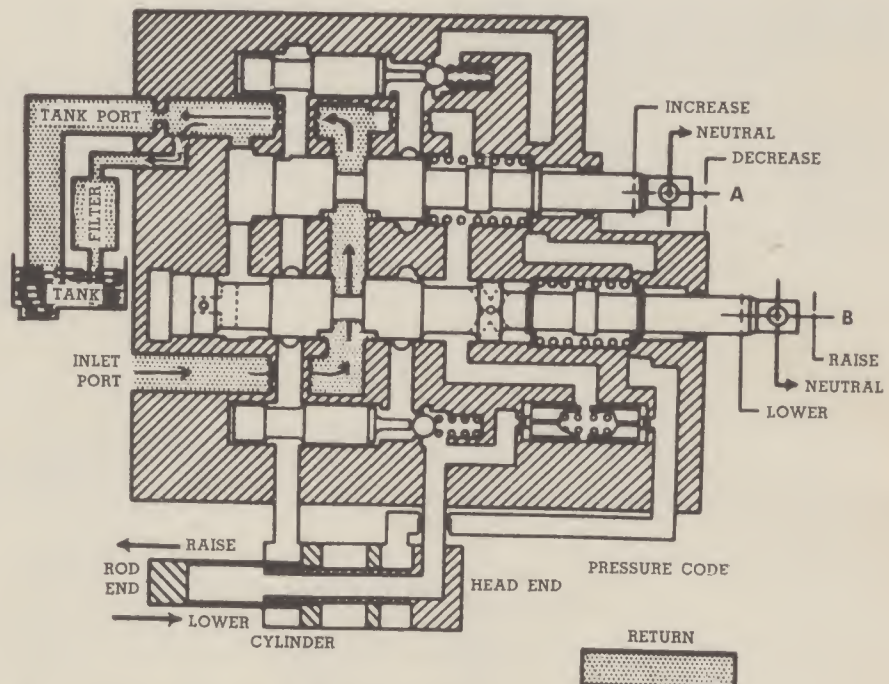 TANK PORT
INCREASE
NEUTRAL
DECREASE
A
FILTER
TANK
B
INLET
PORT
RAISE
NEUTRAL
LOWER
RAISE
ROD
END
LOWER
CYLINDER
HEAD END
PRESSURE CODE
RETURN